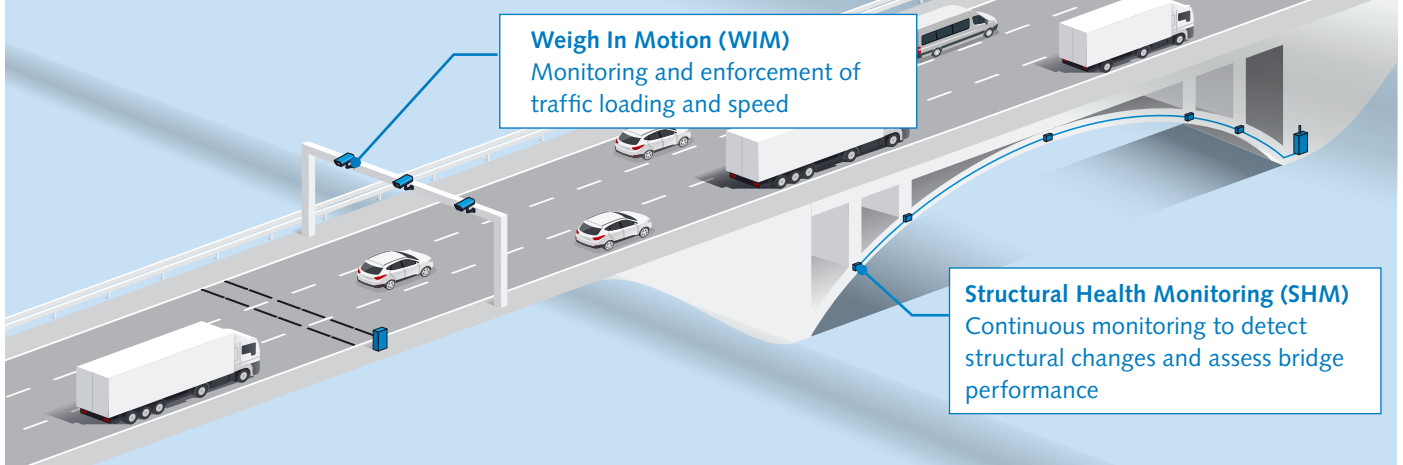 Weigh In Motion (WIM)
Monitoring and enforcement of
traffic loading and speed
Structural Health Monitoring (SHM)
Continuous monitoring to detect
structural changes and assess bridge
performance